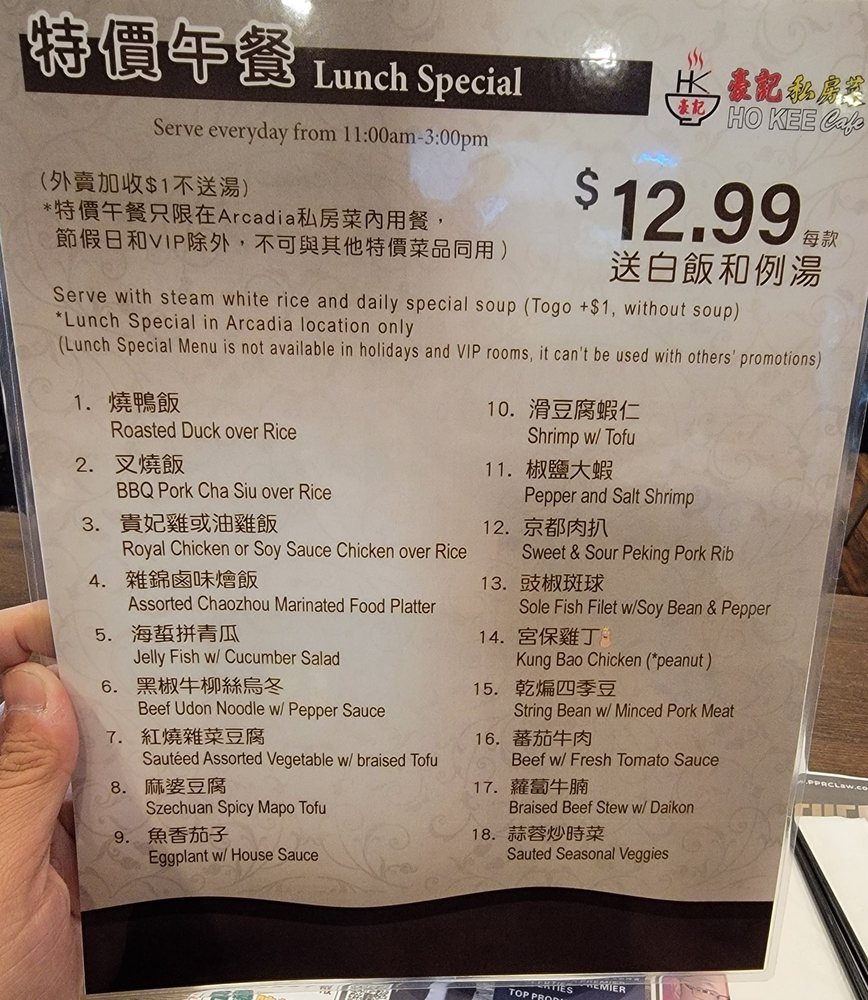 特價午餐 Lunch Special
HK
豪記
豪記私房菜
HO KEE Cafe
Serve everyday from 11:00am-3:00pm
(外賣加收$1不送湯)
*特價午餐只限在Arcadia私房菜內用餐，
節假日和VIP除外，不可與其他特價菜品同用)
$12.99 每款
送白飯和例湯
Serve with steam white rice and daily special soup (Togo +$1, without soup)
*Lunch Special in Arcadia location only
(Lunch Special Menu is not available in holidays and VIP rooms, it can't be used with others' promotions)
1. 燒鴨飯
Roasted Duck over Rice
2. 叉燒飯
BBQ Pork Cha Siu over Rice
3. 貴妃雞或油雞飯
Royal Chicken or Soy Sauce Chicken over Rice
4. 雜錦鹵味燴飯
Assorted Chaozhou Marinated Food Platter
5. 海蜇拼青瓜
Jelly Fish w/ Cucumber Salad
6. 黑椒牛柳絲烏冬
Beef Udon Noodle w/ Pepper Sauce
7. 紅燒雜菜豆腐
Sautéed Assorted Vegetable w/ braised Tofu
8. 麻婆豆腐
Szechuan Spicy Mapo Tofu
9. 魚香茄子
Eggplant w/ House Sauce
10. 滑豆腐蝦仁
Shrimp w/ Tofu
11. 椒鹽大蝦
Pepper and Salt Shrimp
12. 京都肉扒
Sweet & Sour Peking Pork Rib
13. 豉椒斑球
Sole Fish Filet w/Soy Bean & Pepper
14. 宮保雞丁
Kung Bao Chicken (*peanut )
15. 乾煸四季豆
String Bean w/ Minced Pork Meat
16. 蕃茄牛肉
Beef w/ Fresh Tomato Sauce
17. 蘿蔔牛腩
Braised Beef Stew w/ Daikon
18. 蒜蓉炒時菜
Sauted Seasonal Veggies